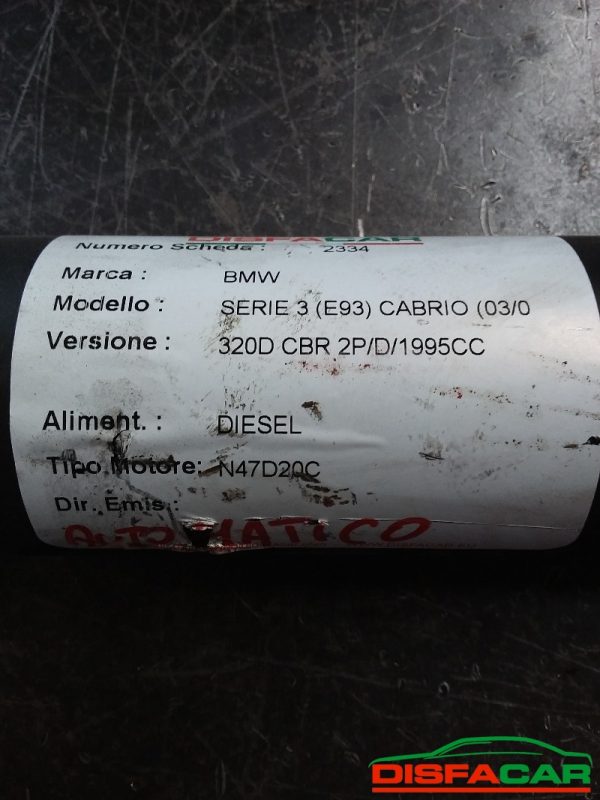 DISFACAR
Numero Scheda : 2334
Marca : BMW
Modello : SERIE 3 (E93) CABRIO (03/0
Versione : 320D CBR 2P/D/1995CC
Aliment. : DIESEL
Tipo Motore: N47D20C
Dir. Emis :
AUTOMATICO
DISFACAR